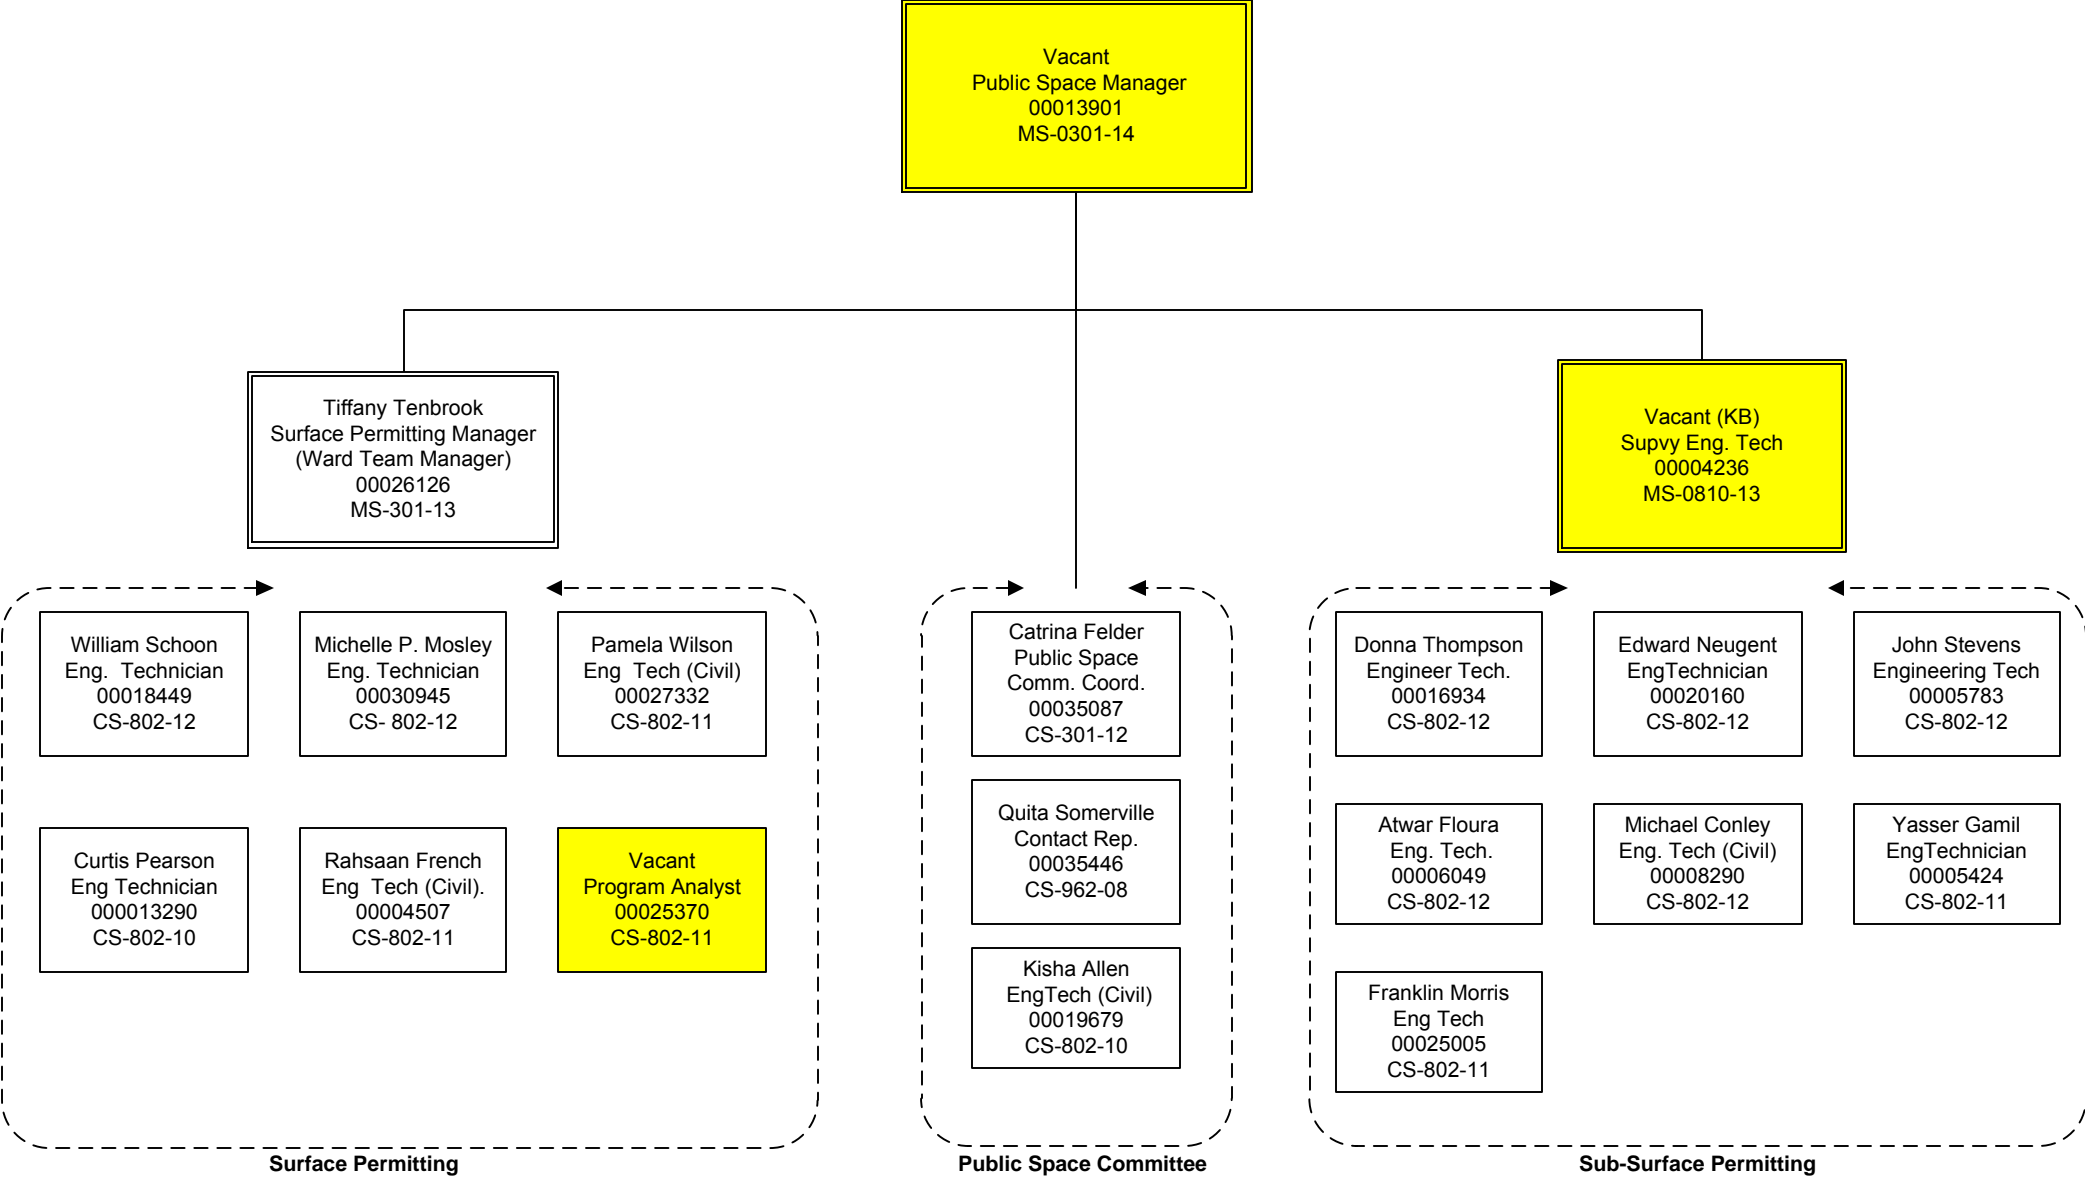 Vacant
Public Space Manager
00013901
MS-0301-14
Tiffany Tenbrook
Surface Permitting Manager
(Ward Team Manager)
00026126
MS-301-13
Vacant (KB)
Supvy Eng. Tech
00004236
MS-0810-13
William Schoon
Eng. Technician
00018449
CS-802-12
Michelle P. Mosley
Eng. Technician
00030945
CS- 802-12
Pamela Wilson
Eng Tech (Civil)
00027332
CS-802-11
Curtis Pearson
Eng Technician
000013290
CS-802-10
Rahsaan French
Eng Tech (Civil).
00004507
CS-802-11
Vacant
Program Analyst
00025370
CS-802-11
Surface Permitting
Catrina Felder
Public Space
Comm. Coord.
00035087
CS-301-12
Quita Somerville
Contact Rep.
00035446
CS-962-08
Kisha Allen
EngTech (Civil)
00019679
CS-802-10
Public Space Committee
Donna Thompson
Engineer Tech.
00016934
CS-802-12
Edward Neugent
EngTechnician
00020160
CS-802-12
John Stevens
Engineering Tech
00005783
CS-802-12
Atwar Floura
Eng. Tech.
00006049
CS-802-12
Michael Conley
Eng. Tech (Civil)
00008290
CS-802-12
Yasser Gamil
EngTechnician
00005424
CS-802-11
Franklin Morris
Eng Tech
00025005
CS-802-11
Sub-Surface Permitting